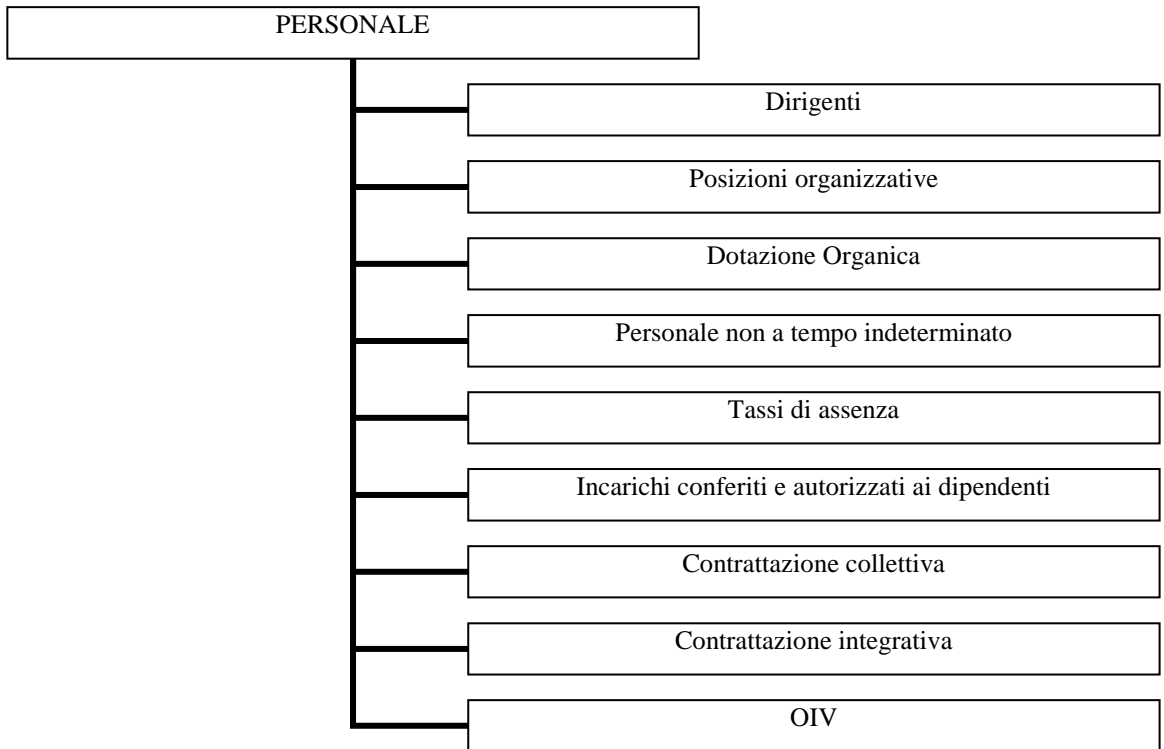 PERSONALE
Dirigenti
Posizioni organizzative
Dotazione Organica
Personale non a tempo indeterminato
Tassi di assenza
Incarichi conferiti e autorizzati ai dipendenti
Contrattazione collettiva
Contrattazione integrativa
OIV